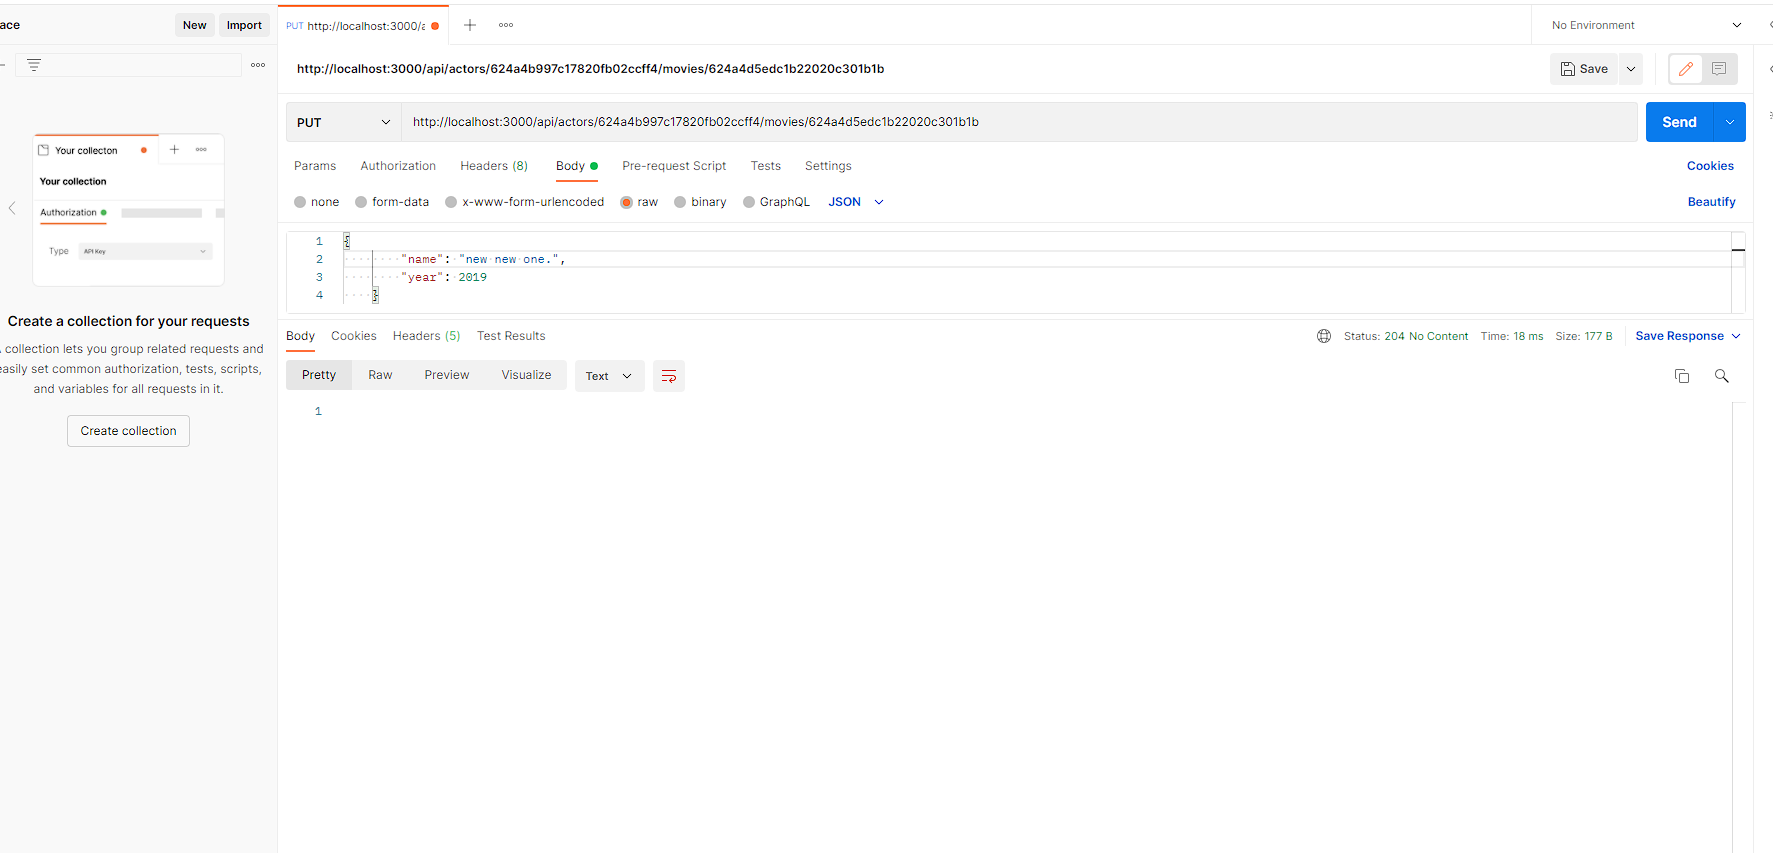 ace
New
Import
PUT http://localhost:3000/a
No Environment
http://localhost:3000/api/actors/624a4b997c17820fb02ccff4/movies/624a4d5edc1b22020c301b1b
Save
PUT
http://localhost:3000/api/actors/624a4b997c17820fb02ccff4/movies/624a4d5edc1b22020c301b1b
Send
Params
Authorization
Headers (8)
Body
Pre-request Script
Tests
Settings
Cookies
none
form-data
x-www-form-urlencoded
raw
binary
GraphQL
JSON
Beautify
1 {
2 "name": "new new one.",
3 "year": 2019
4 }
Your collecton
Your collection
Authorization
Type
API Key
Create a collection for your requests
collection lets you group related requests and
easily set common authorization, tests, scripts,
and variables for all requests in it.
Create collection
Body
Cookies
Headers (5)
Test Results
Status: 204 No Content
Time: 18 ms
Size: 177 B
Save Response
Pretty
Raw
Preview
Visualize
Text
1